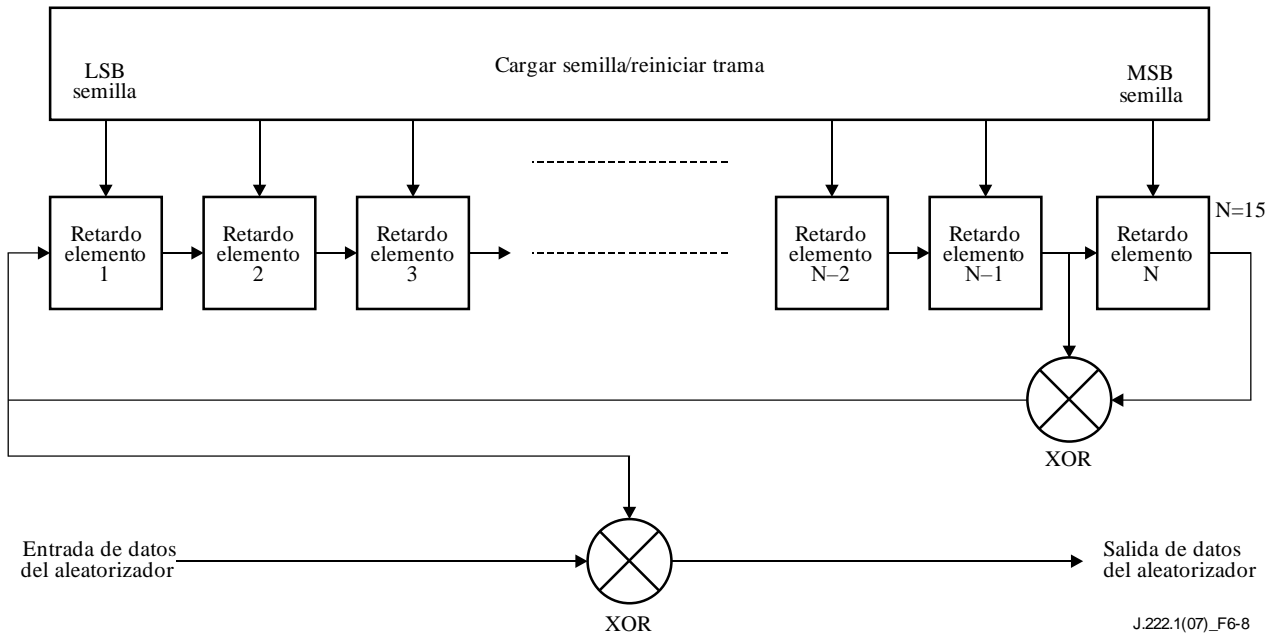 LSB
semilla
Cargar semilla/reiniciar trama
MSB
semilla
Retardo
elemento
1
Retardo
elemento
2
Retardo
elemento
3
Retardo
elemento
N–2
Retardo
elemento
N–1
Retardo
elemento
N
N=15
XOR
Entrada de datos
del aleatorizador
XOR
Salida de datos
del aleatorizador
J.222.1(07)_F6-8